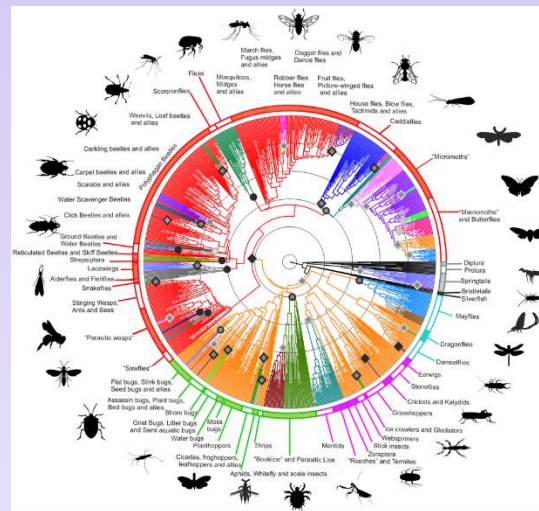 March flies,
Fugus midges
and allies
Dagger flies and
Dance flies
Fleas
Mosquitoes,
Midges
and allies
Robber flies
Horse flies
and allies
Fruit flies,
Picture-winged flies
and allies
Scorpionflies
House flies, Blow flies,
Tachinids and allies
Weevils, Leaf beetles
and allies
Caddisflies
Polyphagan Beetles
Darkling beetles and allies
"Micromoths"
Carpet beetles and allies
Scarabs and allies
Water Scavenger Beetles
"Macromoths"
and Butterflies
Click Beetles and allies
Ground Beetles and
Water Beetles
Reticulated Beetles and Skiff Beetles
Strepsiptera
Lacewings
Alderflies and Fishflies
Snakeflies
Diplura
Protura
Springtails
Bristletails
Silverfish
Mayflies
Stinging Wasps,
Ants and Bees
"Parasitic wasps"
Dragonflies
Damselflies
"Sawflies"
Earwigs
Stoneflies
Flat bugs, Stink bugs,
Seed bugs and allies
Crickets and Katydids
Assassin bugs, Plant bugs,
Bed bugs and allies
Grasshoppers
Shore bugs
Ice crawlers and Gladiators
Gnat Bugs, Litter bugs
and Semi aquatic bugs
Moss
bugs
Webspinners
Stick insects
Water bugs
Zoraptera
Planthoppers
Thrips
Mantids
"Roaches" and Termites
Cicadas, froghoppers,
leafhoppers and allies
"Booklice" and Parasitic Lice
Aphids, Whitefly and scale insects